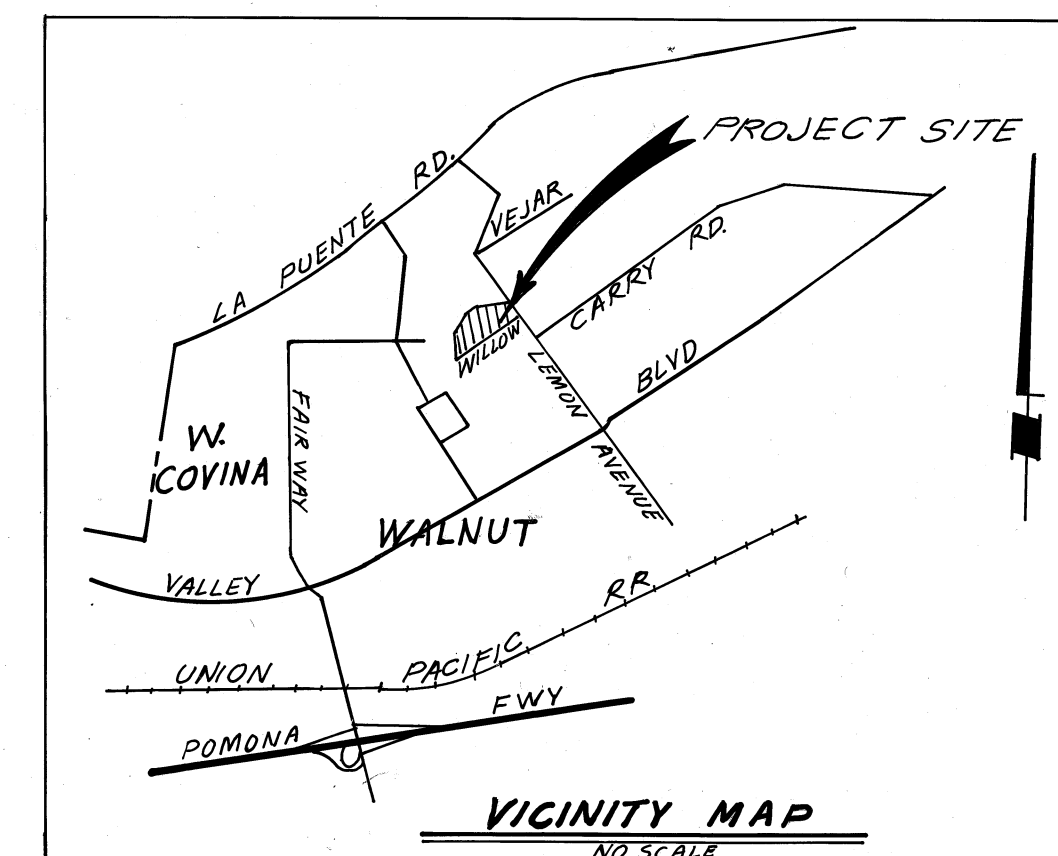 PROJECT SITE
LA PUENTE RD.
VEJAR
CARRY RD.
WILLOW
LEMON AVENUE
BLVD
FAIR WAY
W.
COVINA
WALNUT
VALLEY
UNION PACIFIC RR
POMONA FWY
VICINITY MAP
NO SCALE